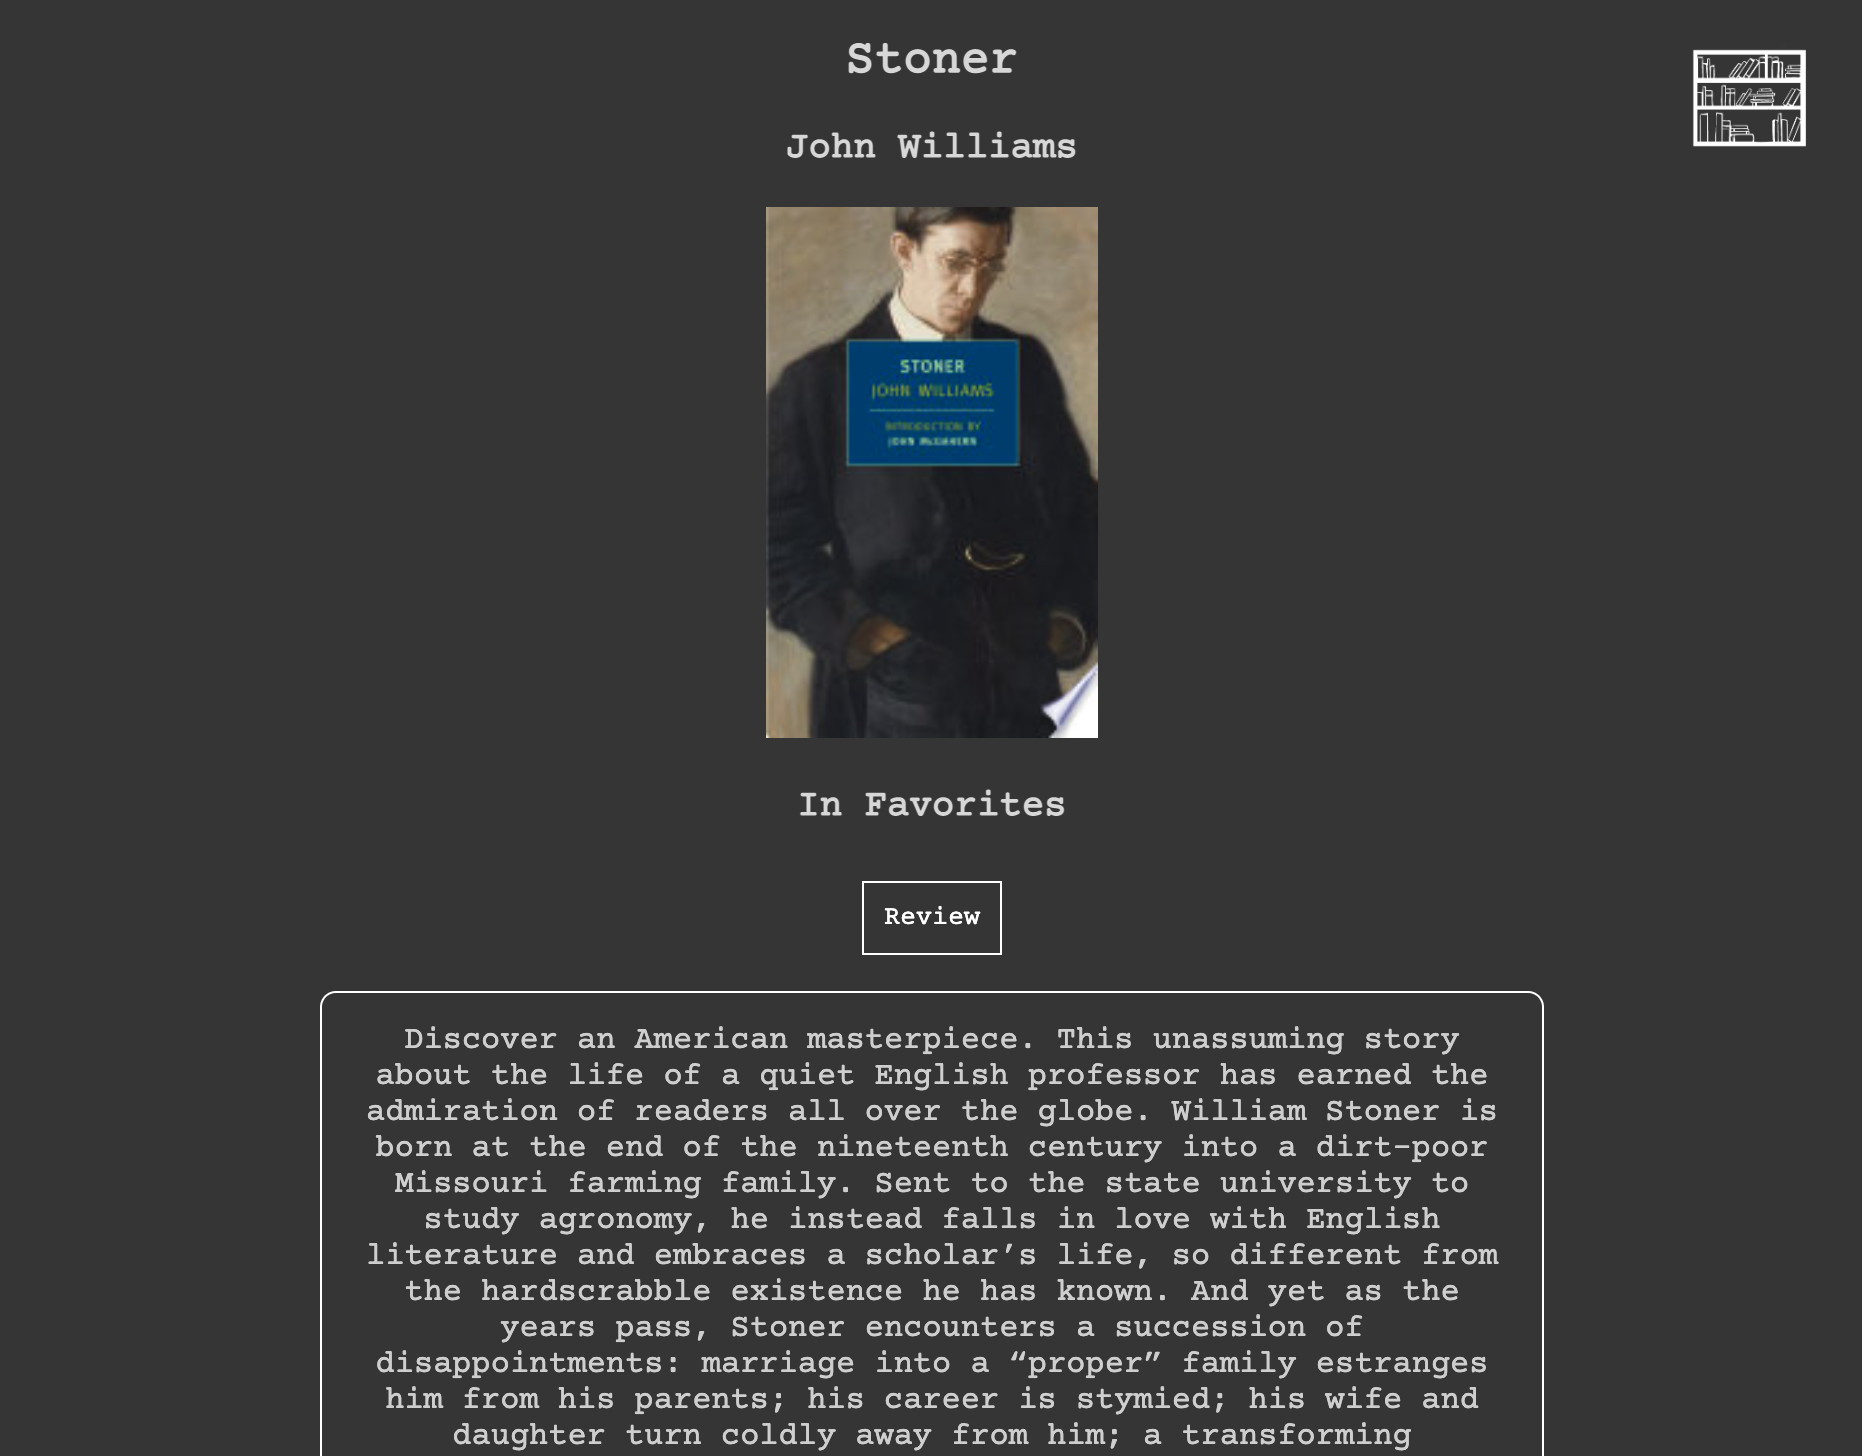 Stoner
John Williams
STONER
JOHN WILLIAMS
INTRODUCTION BY
JOHN McGAHERN
In Favorites
Review
Discover an American masterpiece. This unassuming story
about the life of a quiet English professor has earned the
admiration of readers all over the globe. William Stoner is
born at the end of the nineteenth century into a dirt-poor
Missouri farming family. Sent to the state university to
study agronomy, he instead falls in love with English
literature and embraces a scholar’s life, so different from
the hardscrabble existence he has known. And yet as the
years pass, Stoner encounters a succession of
disappointments: marriage into a “proper” family estranges
him from his parents; his career is stymied; his wife and
daughter turn coldly away from him; a transforming